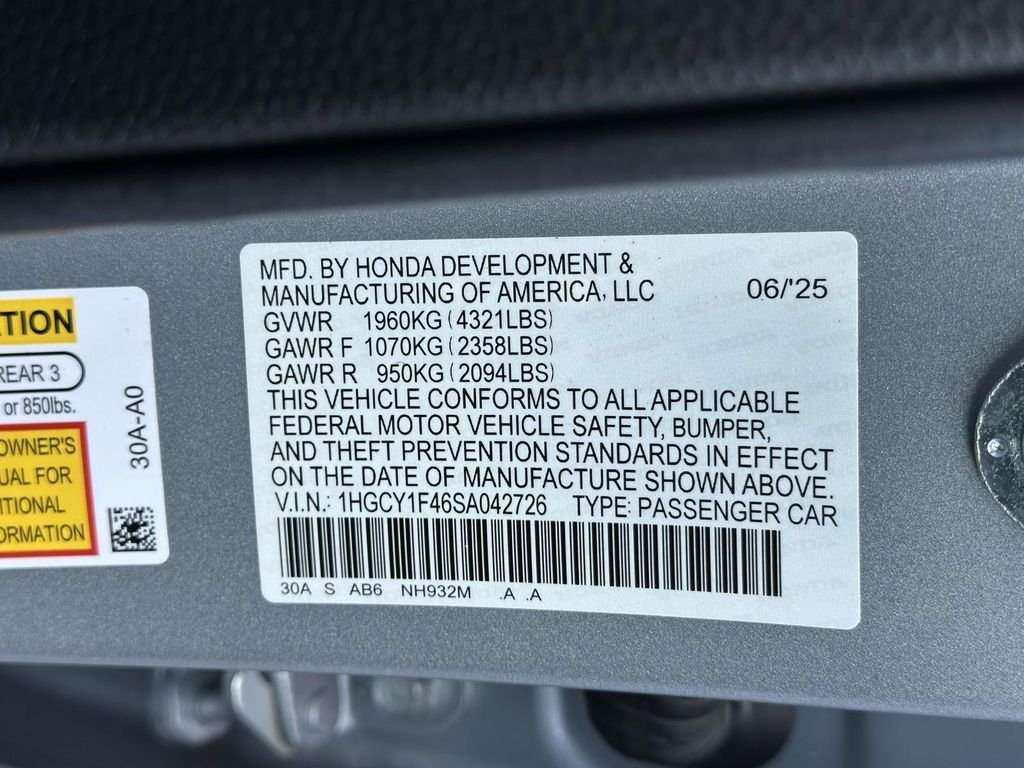 TION
REAR 3
or 850lbs.
OWNER'S
UAL FOR
ITIONAL
ORMATION
30A-A0
MFD. BY HONDA DEVELOPMENT &
MANUFACTURING OF AMERICA, LLC 06/'25
GVWR 1960KG (4321LBS)
GAWR F 1070KG (2358LBS)
GAWR R 950KG (2094LBS)
THIS VEHICLE CONFORMS TO ALL APPLICABLE
FEDERAL MOTOR VEHICLE SAFETY, BUMPER,
AND THEFT PREVENTION STANDARDS IN EFFECT
ON THE DATE OF MANUFACTURE SHOWN ABOVE.
V.I.N.: 1HGCY1F46SA042726 TYPE: PASSENGER CAR
30A S AB6 NH932M .A .A